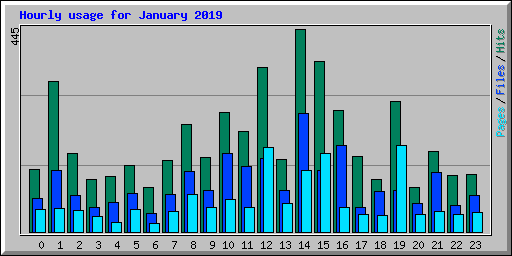 Hourly usage for January 2019
445
Pages/Files/Hits
0 1 2 3 4 5 6 7 8 9 10 11 12 13 14 15 16 17 18 19 20 21 22 23